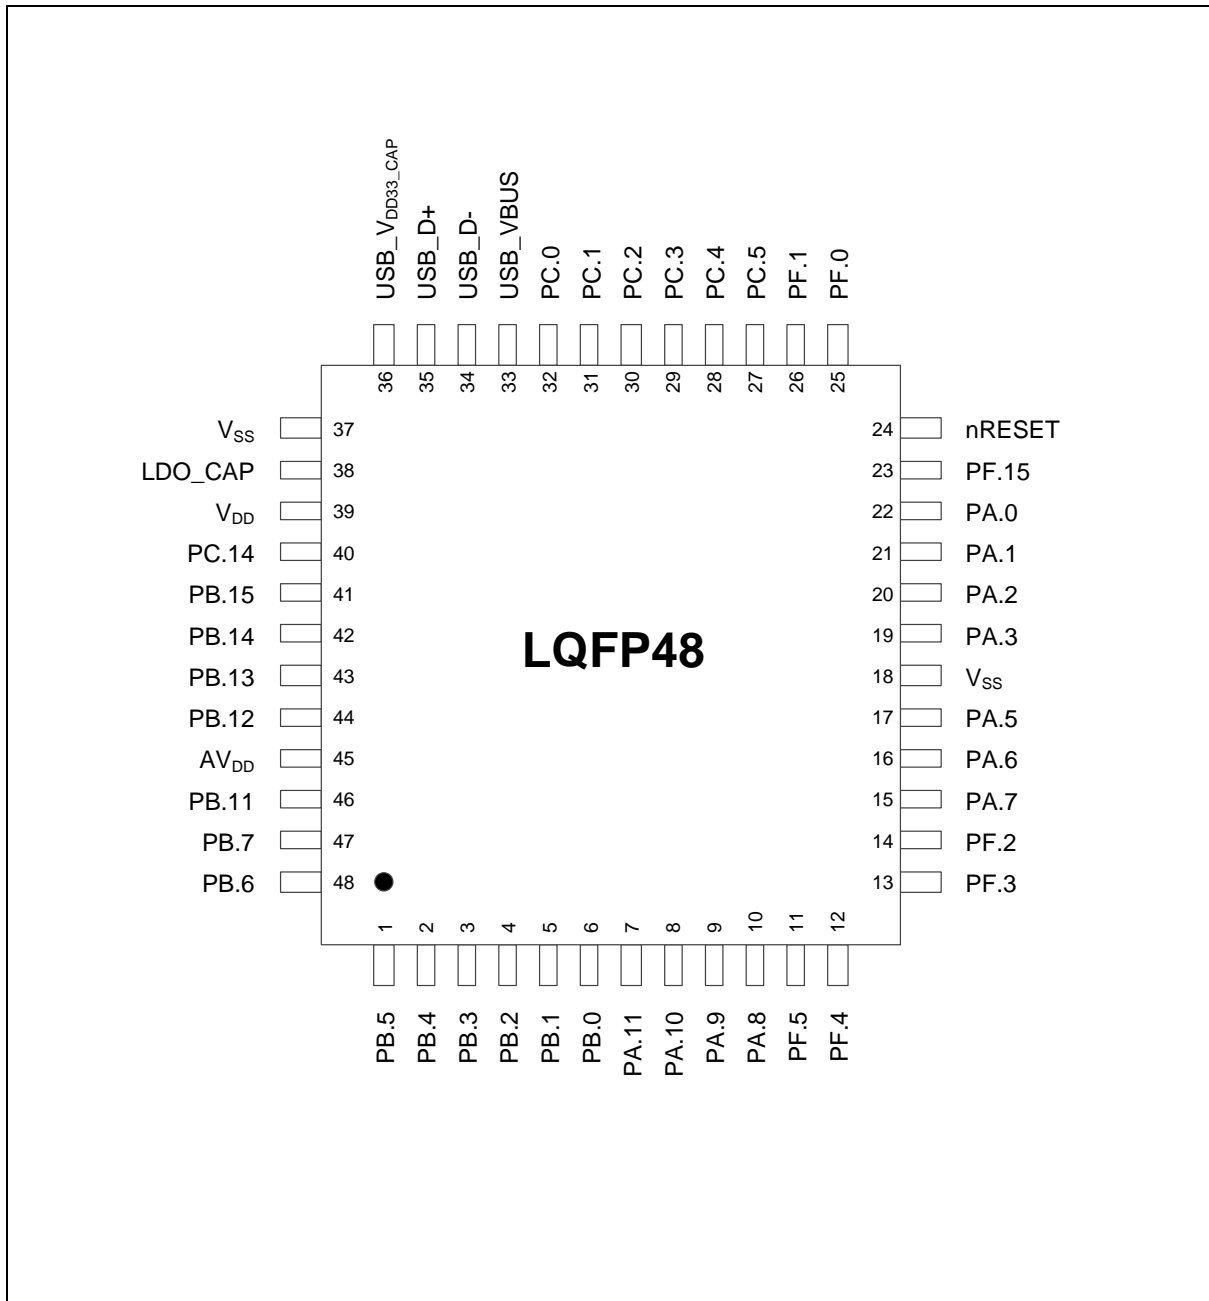 USB_VDD33_CAP
USB_D+
USB_D-
USB_VBUS
PC.0
PC.1
PC.2
PC.3
PC.4
PC.5
PF.1
PF.0
36
35
34
33
32
31
30
29
28
27
26
25
VSS 37
LDO_CAP 38
VDD 39
PC.14 40
PB.15 41
PB.14 42
PB.13 43
PB.12 44
AVDD 45
PB.11 46
PB.7 47
PB.6 48
LQFP48
24 nRESET
23 PF.15
22 PA.0
21 PA.1
20 PA.2
19 PA.3
18 VSS
17 PA.5
16 PA.6
15 PA.7
14 PF.2
13 PF.3
1
2
3
4
5
6
7
8
9
10
11
12
PB.5
PB.4
PB.3
PB.2
PB.1
PB.0
PA.11
PA.10
PA.9
PA.8
PF.5
PF.4